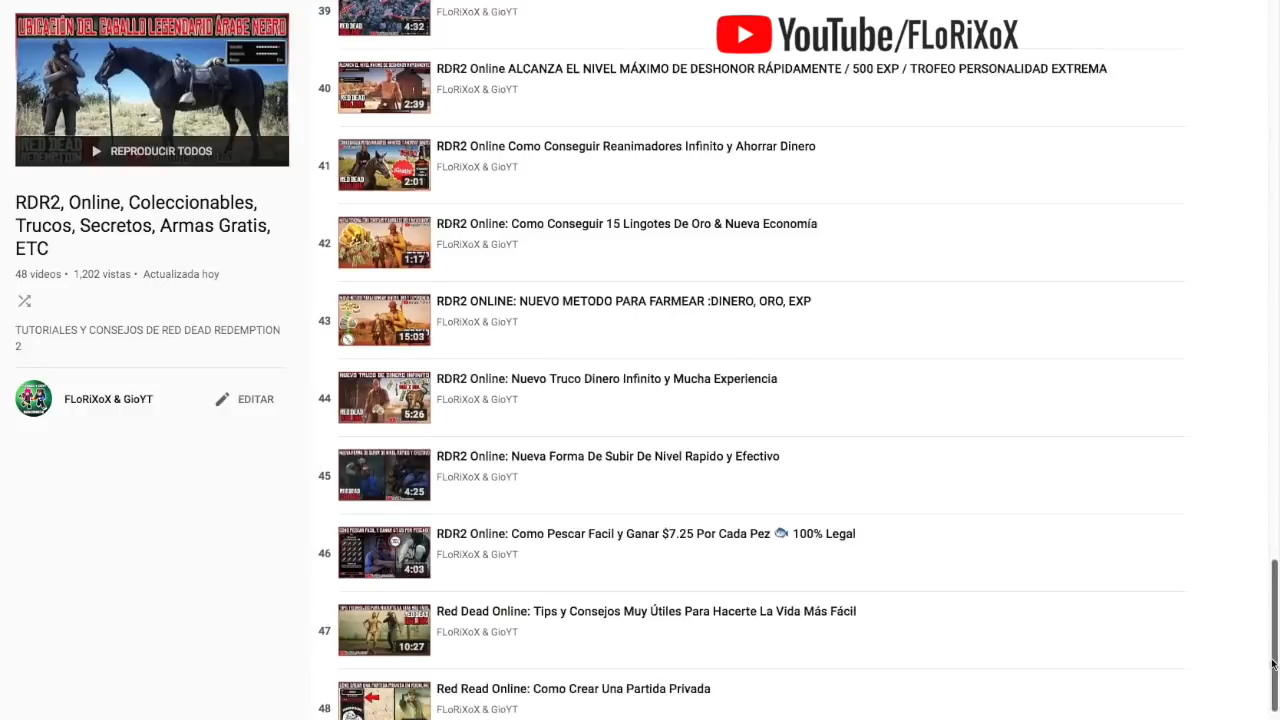 UBICACIÓN DEL CABALLO LEGENDARIO ÁRABE NEGRO
RED DEAD
REDEMPTION
REPRODUCIR TODOS
RDR2, Online, Coleccionables,
Trucos, Secretos, Armas Gratis,
ETC
48 videos • 1,202 vistas • Actualizada hoy
TUTORIALES Y CONSEJOS DE RED DEAD REDEMPTION
2
FLoRiXoX & GioYT
EDITAR
YouTube/FLoRiXoX
39
4:32
FLoRiXoX & GioYT
40
2:39
RDR2 Online ALCANZA EL NIVEL MÁXIMO DE DESHONOR RÁPIDAMENTE / 500 EXP / TROFEO PERSONALIDAD EXTREMA
FLoRiXoX & GioYT
41
2:01
RDR2 Online Como Conseguir Reanimadores Infinito y Ahorrar Dinero
FLoRiXoX & GioYT
42
1:17
RDR2 Online: Como Conseguir 15 Lingotes De Oro & Nueva Economía
FLoRiXoX & GioYT
43
15:03
RDR2 ONLINE: NUEVO METODO PARA FARMEAR :DINERO, ORO, EXP
FLoRiXoX & GioYT
44
5:26
RDR2 Online: Nuevo Truco Dinero Infinito y Mucha Experiencia
FLoRiXoX & GioYT
45
4:25
RDR2 Online: Nueva Forma De Subir De Nivel Rapido y Efectivo
FLoRiXoX & GioYT
46
4:03
RDR2 Online: Como Pescar Facil y Ganar $7.25 Por Cada Pez 🐟 100% Legal
FLoRiXoX & GioYT
47
10:27
Red Dead Online: Tips y Consejos Muy Útiles Para Hacerte La Vida Más Fácil
FLoRiXoX & GioYT
48
Red Read Online: Como Crear Una Partida Privada
FLoRiXoX & GioYT